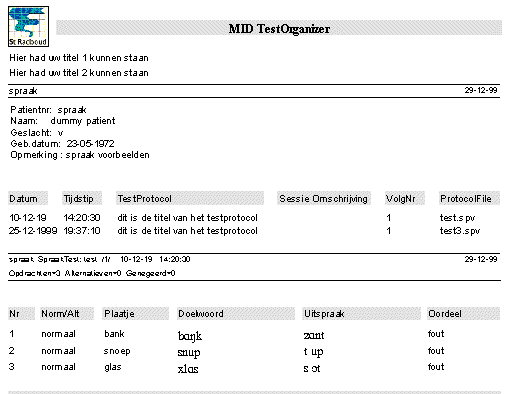 St Radboud
MID TestOrganizer
Hier had uw titel 1 kunnen staan
Hier had uw titel 2 kunnen staan
spraak 29-12-99
Patientnr: spraak
Naam: dummy patient
Geslacht: v
Geb.datum: 23-05-1972
Opmerking : spraak voorbeelden
Datum Tijdstip TestProtocol Sessie Omschrijving VolgNr ProtocolFile
10-12-19 14:20:30 dit is de titel van het testprotocol 1 test.spv
25-12-1999 19:37:10 dit is de titel van het testprotocol 1 test3.spv
spraak SpraakTest: test /1/ 10-12-19 14:20:30 29-12-99
Opdrachten=3 Alternatieven=0 Genegeerd=0
Nr Norm/Alt Plaatje Doelwoord Uitspraak Oordeel
1 normaal bank bɑŋk zɑnt fout
2 normaal snoep snup t up fout
3 normaal glas xlɑs s ɔt fout